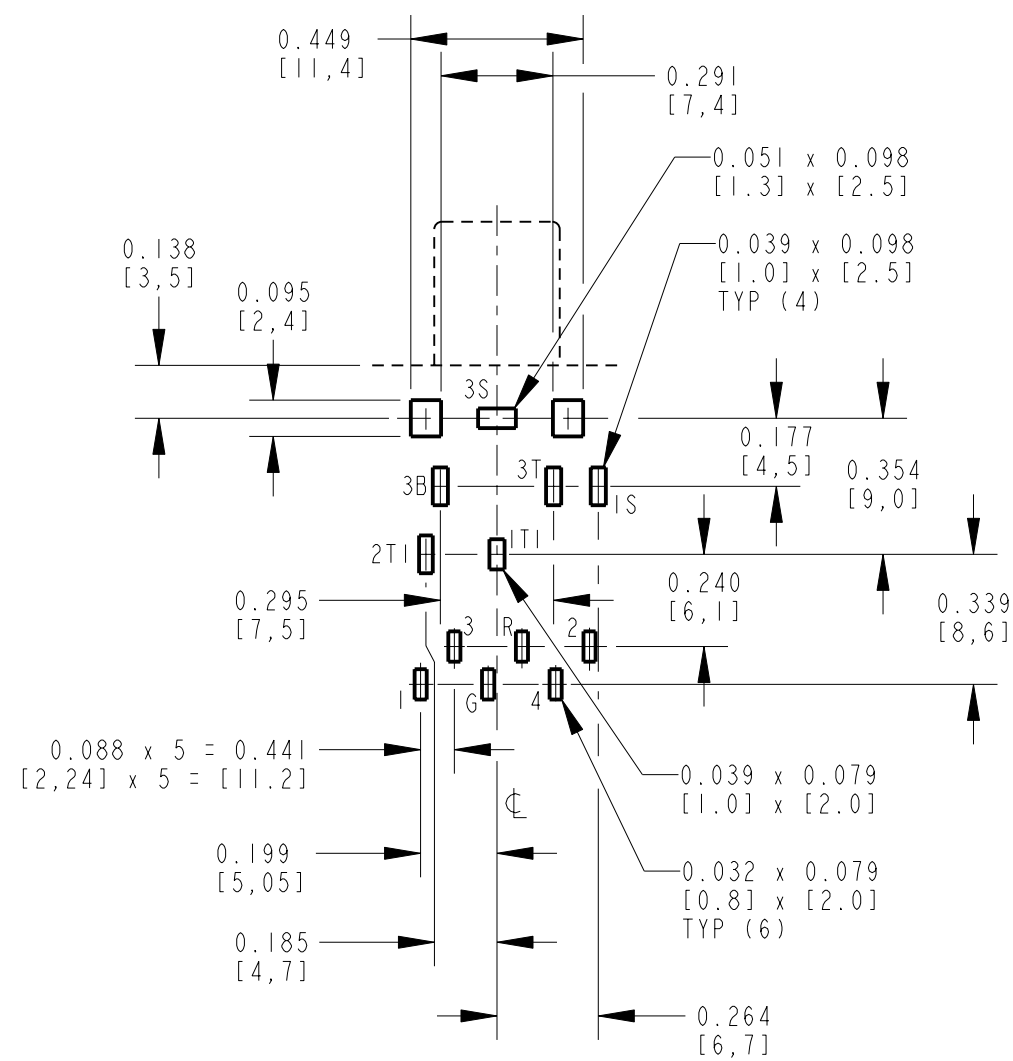 0.449
[11,4]
0.291
[7,4]
0.051 x 0.098
[1.3] x [2.5]
0.138
[3,5]
0.039 x 0.098
[1.0] x [2.5]
TYP (4)
0.095
[2,4]
3S
0.177
[4,5]
0.354
[9,0]
3B
3T
1S
2T1
1T1
0.240
[6,1]
0.295
[7,5]
0.339
[8,6]
3
R
2
1
G
4
0.088 x 5 = 0.441
[2,24] x 5 = [11.2]
0.039 x 0.079
[1.0] x [2.0]
℄
0.199
[5,05]
0.032 x 0.079
[0.8] x [2.0]
TYP (6)
0.185
[4,7]
0.264
[6,7]